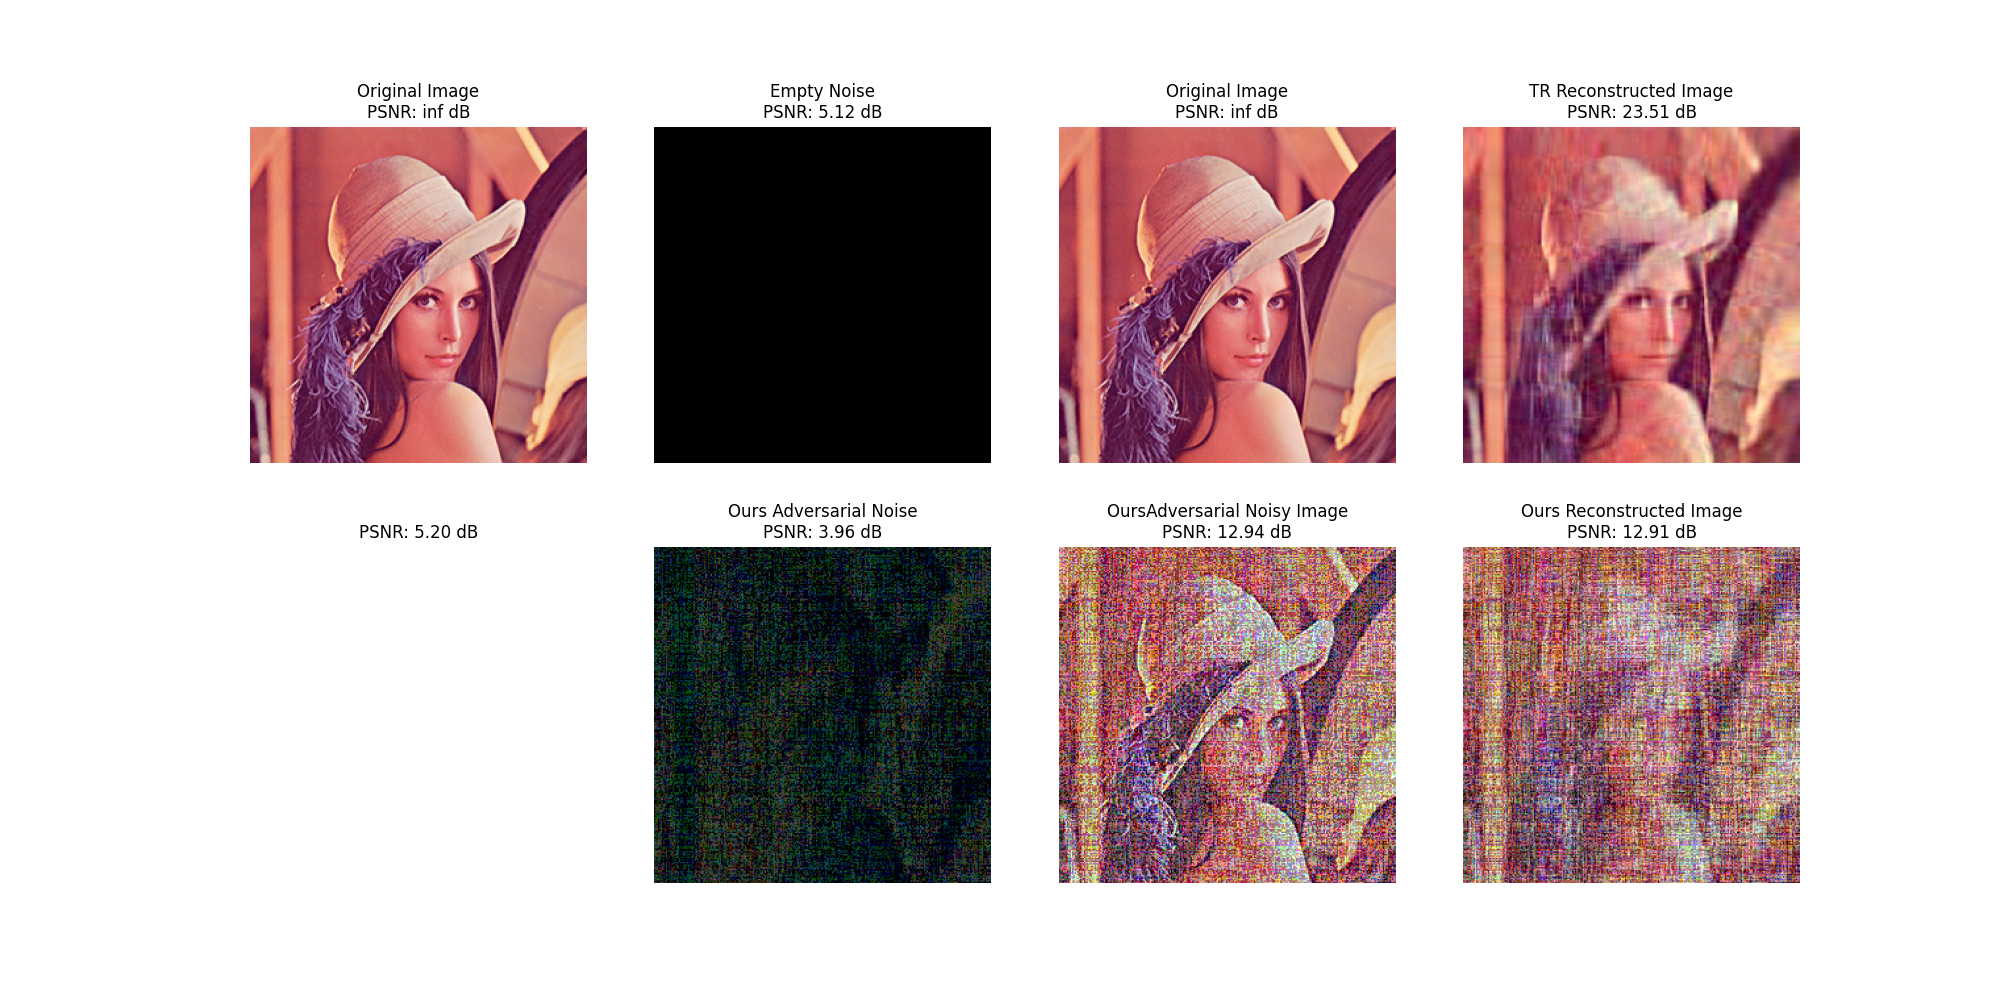 Original Image
PSNR: inf dB
Empty Noise
PSNR: 5.12 dB
Original Image
PSNR: inf dB
TR Reconstructed Image
PSNR: 23.51 dB
PSNR: 5.20 dB
Ours Adversarial Noise
PSNR: 3.96 dB
OursAdversarial Noisy Image
PSNR: 12.94 dB
Ours Reconstructed Image
PSNR: 12.91 dB